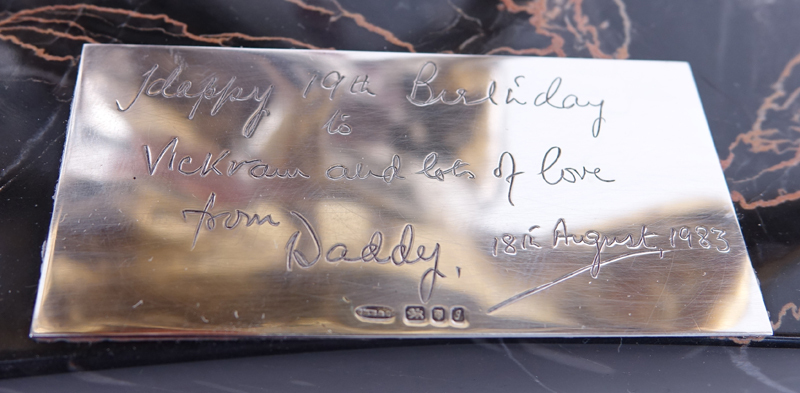 Happy 19th Birthday
to
Vickram and lots of love
from Daddy,
18th August, 1983